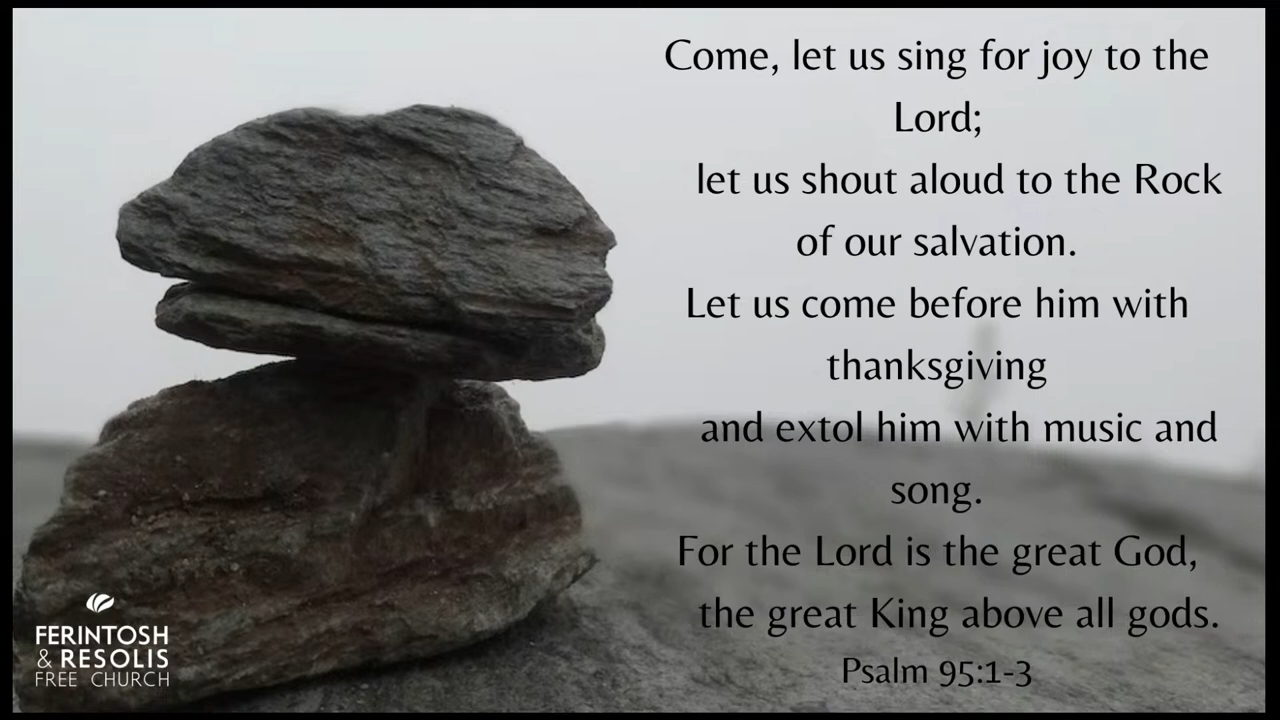 Come, let us sing for joy to the
Lord;
let us shout aloud to the Rock
of our salvation.
Let us come before him with
thanksgiving
and extol him with music and
song.
For the Lord is the great God,
the great King above all gods.
Psalm 95:1-3
FERINTOSH
& RESOLIS
FREE CHURCH